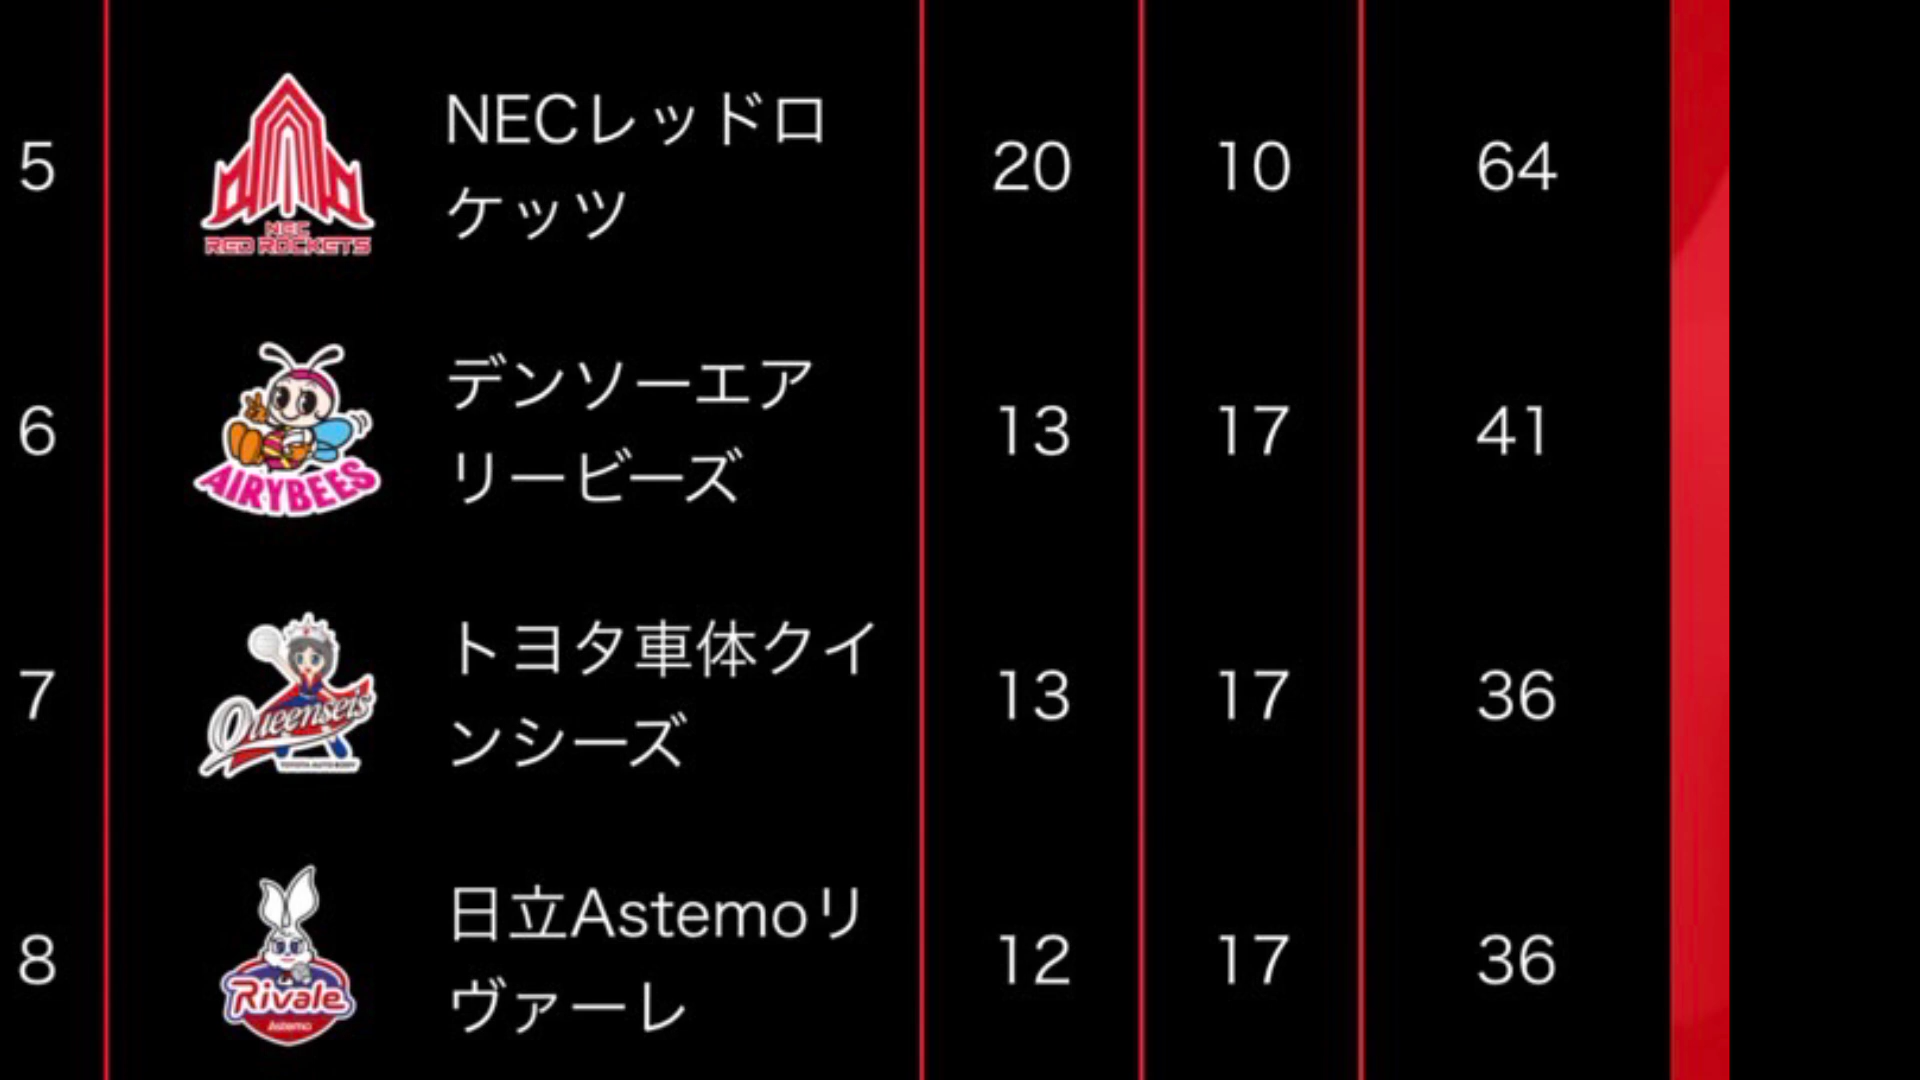 5
NEC
RED ROCKETS
NECレッドロ
ケッツ
20
10
64
6
AIRYBEES
デンソーエア
リービーズ
13
17
41
7
Queenseis
TOYOTA AUTO BODY
トヨタ車体クイ
ンシーズ
13
17
36
8
Rivale
Astemo
日立Astemoリ
ヴァーレ
12
17
36